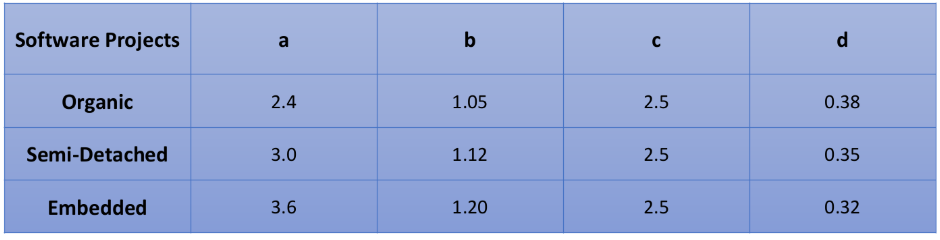 Software Projects a b c d
Organic 2.4 1.05 2.5 0.38
Semi-Detached 3.0 1.12 2.5 0.35
Embedded 3.6 1.20 2.5 0.32